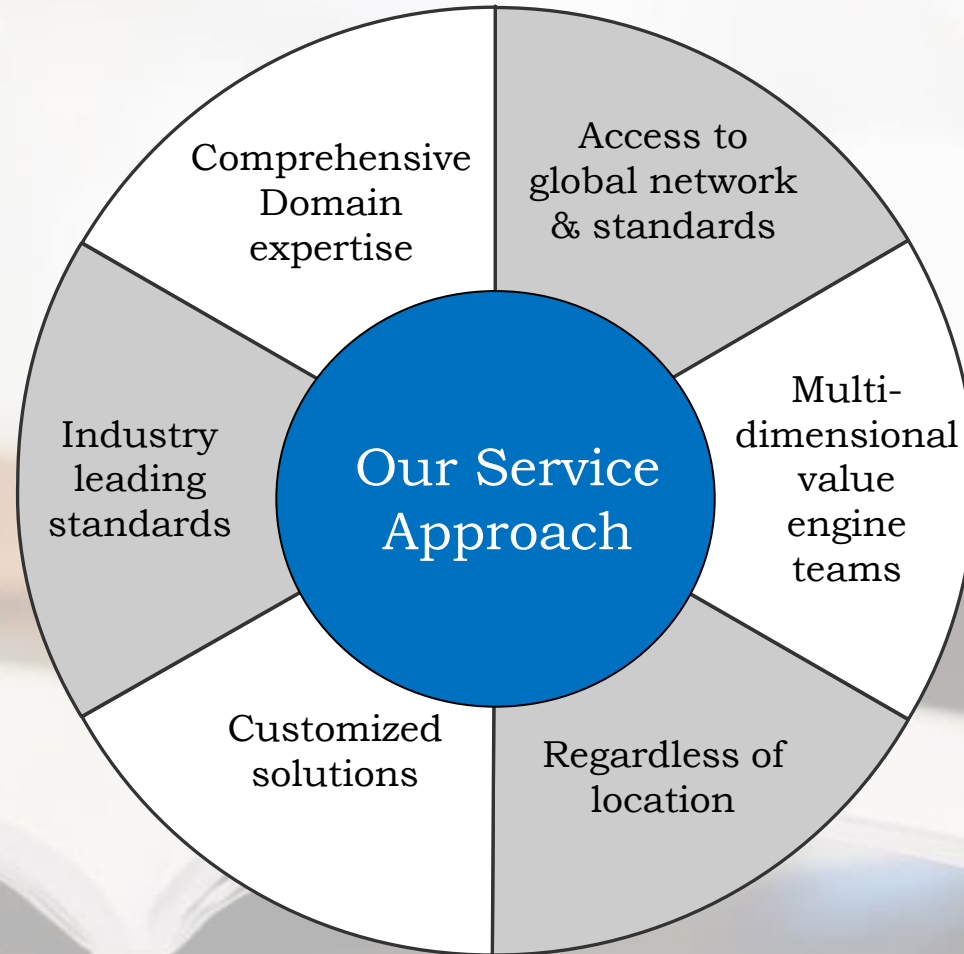 Comprehensive
Domain
expertise
Access to
global network
& standards
Multi-
dimensional
value
engine
teams
Regardless of
location
Customized
solutions
Industry
leading
standards
Our Service
Approach